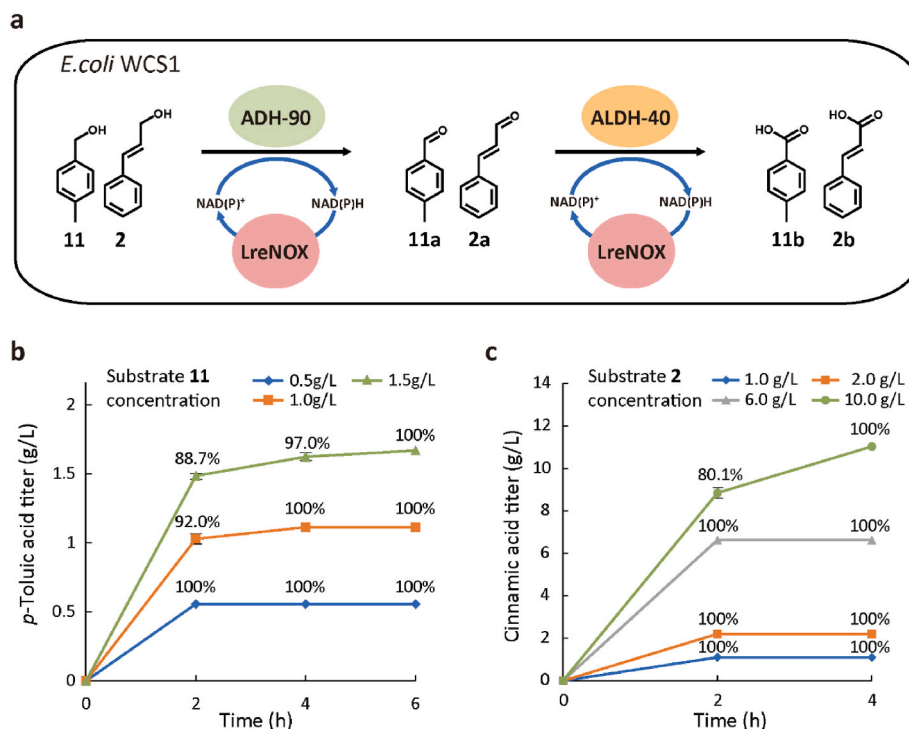 a
E.coli WCS1
OH
OH
ADH-90
NAD(P)⁺
NAD(P)H
LreNOX
O
O
ALDH-40
NAD(P)⁺
NAD(P)H
LreNOX
HO
O
HO
O
11
2
11a
2a
11b
2b
b
Substrate 11
concentration
0.5g/L
1.5g/L
1.0g/L
p-Toluic acid titer (g/L)
2
1.5
1
0.5
0
88.7%
97.0%
100%
92.0%
100%
100%
100%
100%
100%
0
2
4
6
Time (h)
c
Substrate 2
concentration
1.0 g/L
2.0 g/L
6.0 g/L
10.0 g/L
Cinnamic acid titer (g/L)
14
12
10
8
6
4
2
0
80.1%
100%
100%
100%
100%
100%
100%
100%
0
2
4
Time (h)